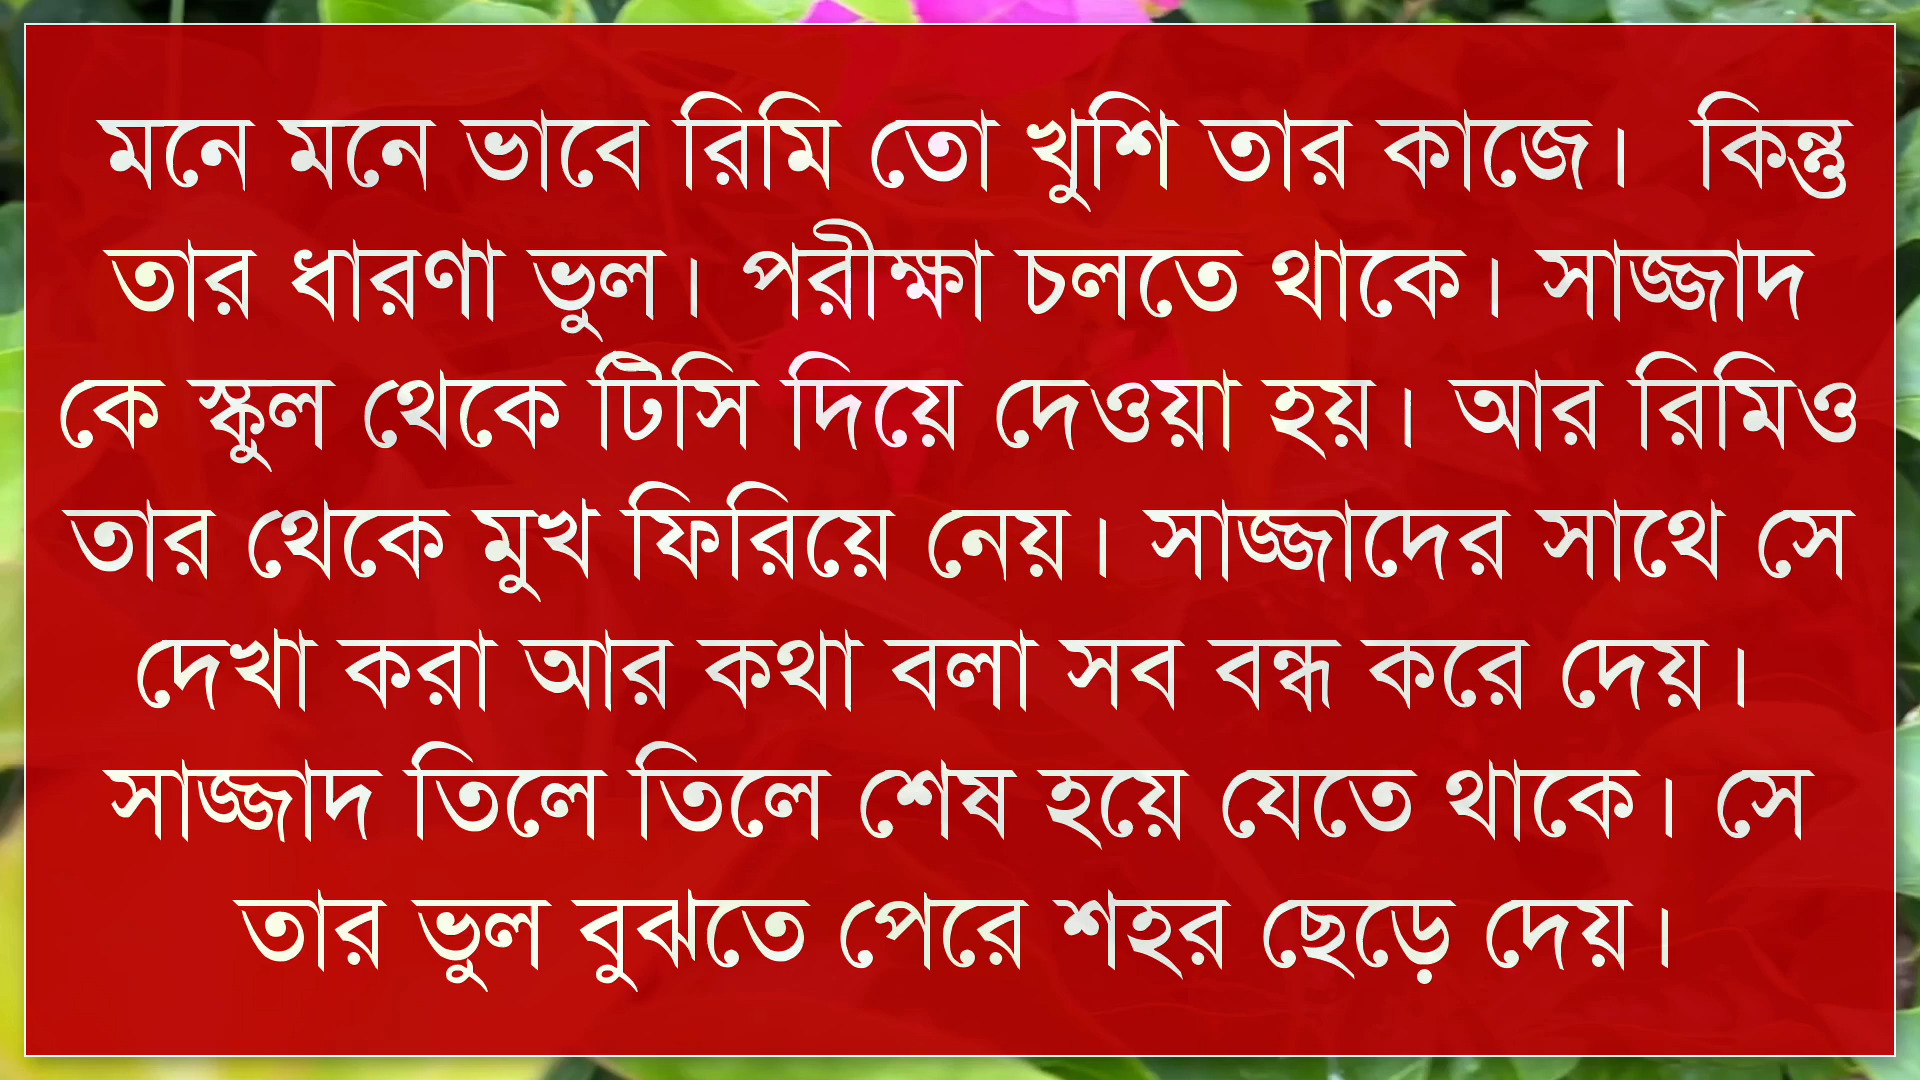 মনে মনে ভাবে রিমি তো খুশি তার কাজে।  কিন্তু
তার ধারণা ভুল। পরীক্ষা চলতে থাকে। সাজ্জাদ
কে স্কুল থেকে টিসি দিয়ে দেওয়া হয়। আর রিমিও
তার থেকে মুখ ফিরিয়ে নেয়। সাজ্জাদের সাথে সে
দেখা করা আর কথা বলা সব বন্ধ করে দেয়।
সাজ্জাদ তিলে তিলে শেষ হয়ে যেতে থাকে। সে
তার ভুল বুঝতে পেরে শহর ছেড়ে দেয়।